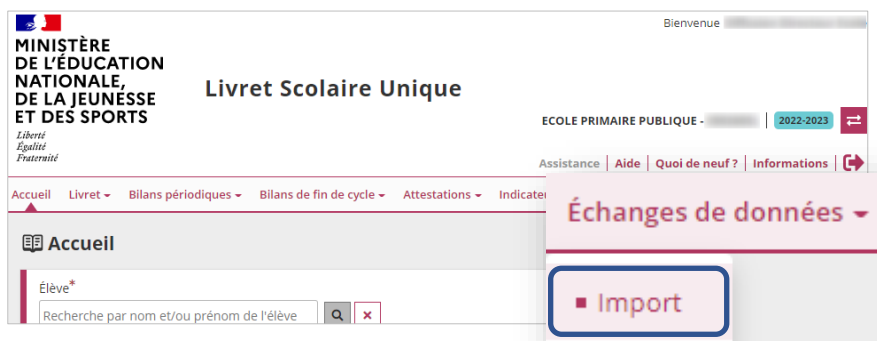 Bienvenue
MINISTÈRE
DE L'ÉDUCATION
NATIONALE,
DE LA JEUNESSE
ET DES SPORTS
Liberté
Égalité
Fraternité
Livret Scolaire Unique
ECOLE PRIMAIRE PUBLIQUE -
2022-2023
Assistance | Aide | Quoi de neuf ? | Informations
Accueil Livret Bilans périodiques Bilans de fin de cycle Attestations
Échanges de données
Accueil
Import
Élève*
Recherche par nom et/ou prénom de l'élève